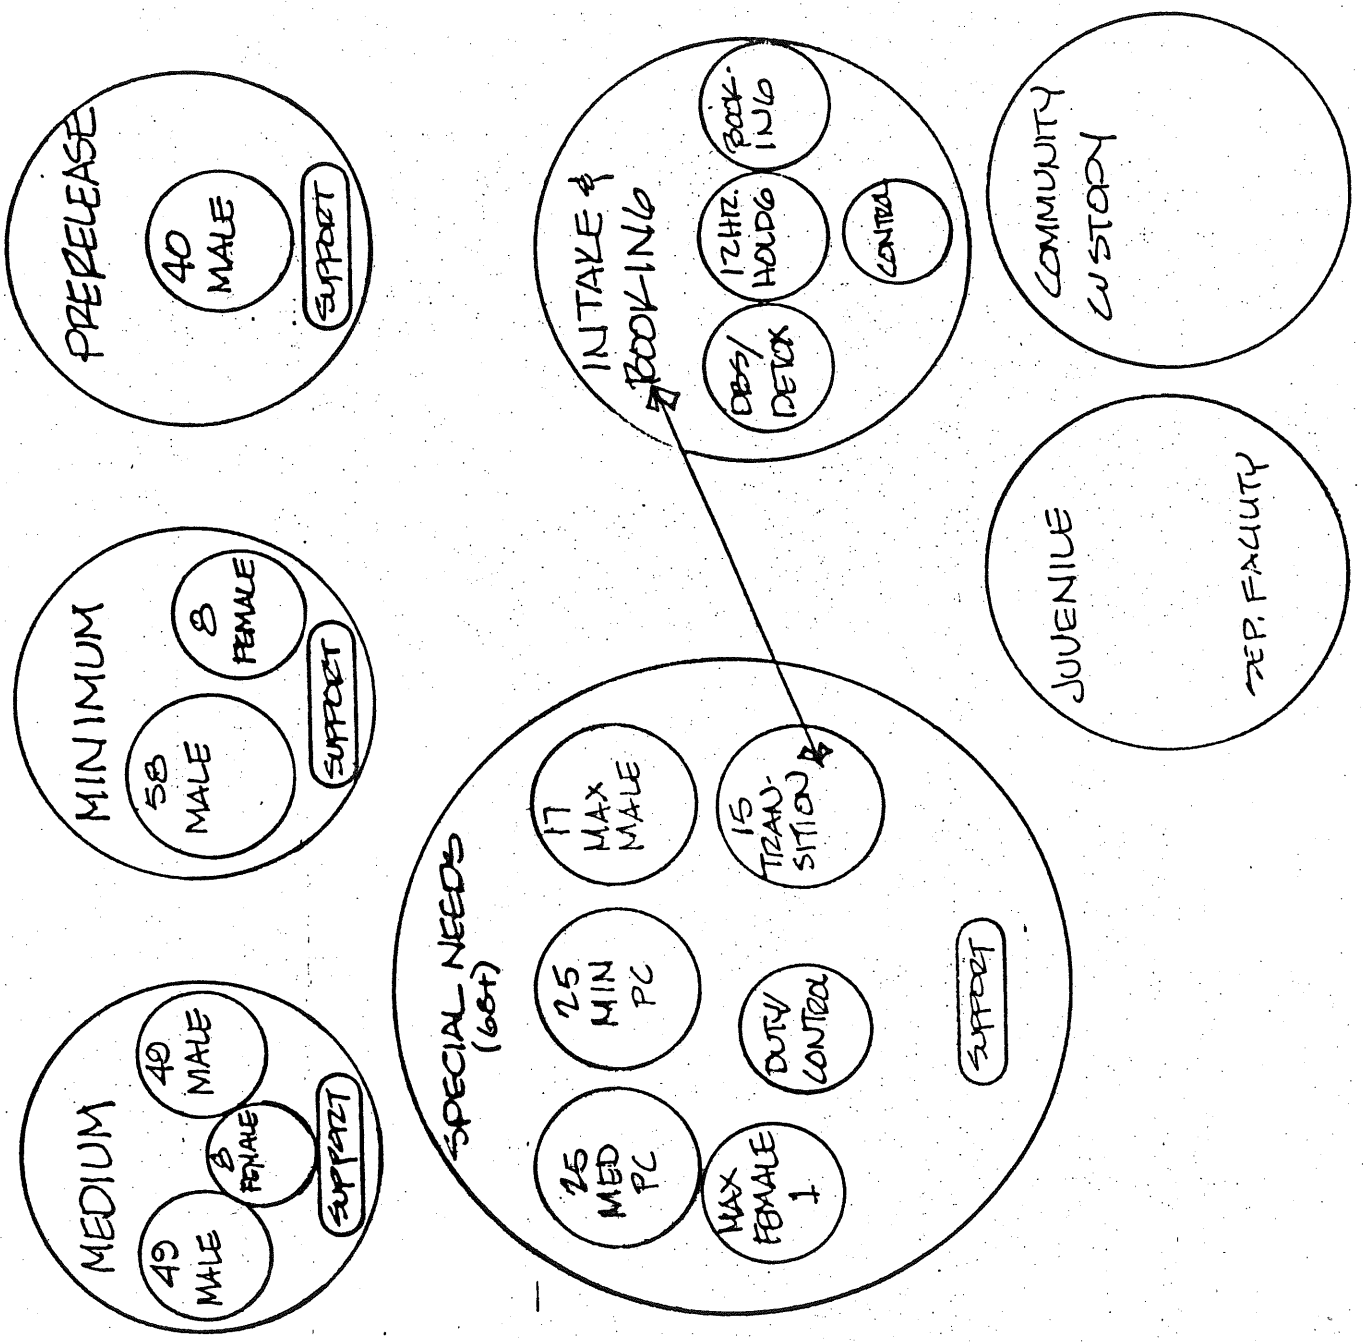 MEDIUM
49
MALE
8
FEMALE
MALE
SUPPORT
MINIMUM
58
MALE
8
FEMALE
SUPPORT
PRERELEASE
40
MALE
SUPPORT
SPECIAL NEEDS
(68+)
25
MED
PC
25
MIN
PC
17
MAX
MALE
MAX
FEMALE
1
DUTY/
CONTROL
15
TRAN-
SITION
SUPPORT
INTAKE &
BOOKING
DBS/
DETOX
12 HR.
HOLDG
BOOK-
ING
CONTROL
JUVENILE
SEP. FACILITY
COMMUNITY
CUSTODY